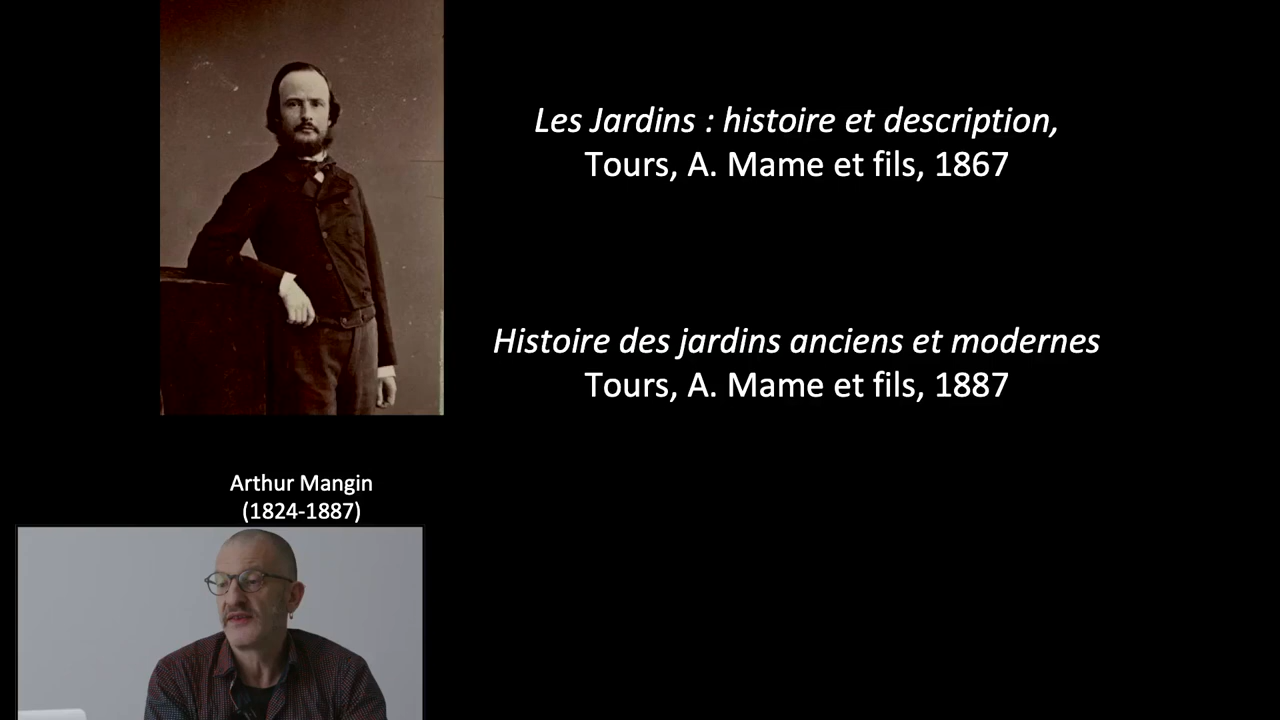 Les Jardins : histoire et description,
Tours, A. Mame et fils, 1867
Histoire des jardins anciens et modernes
Tours, A. Mame et fils, 1887
Arthur Mangin
(1824-1887)